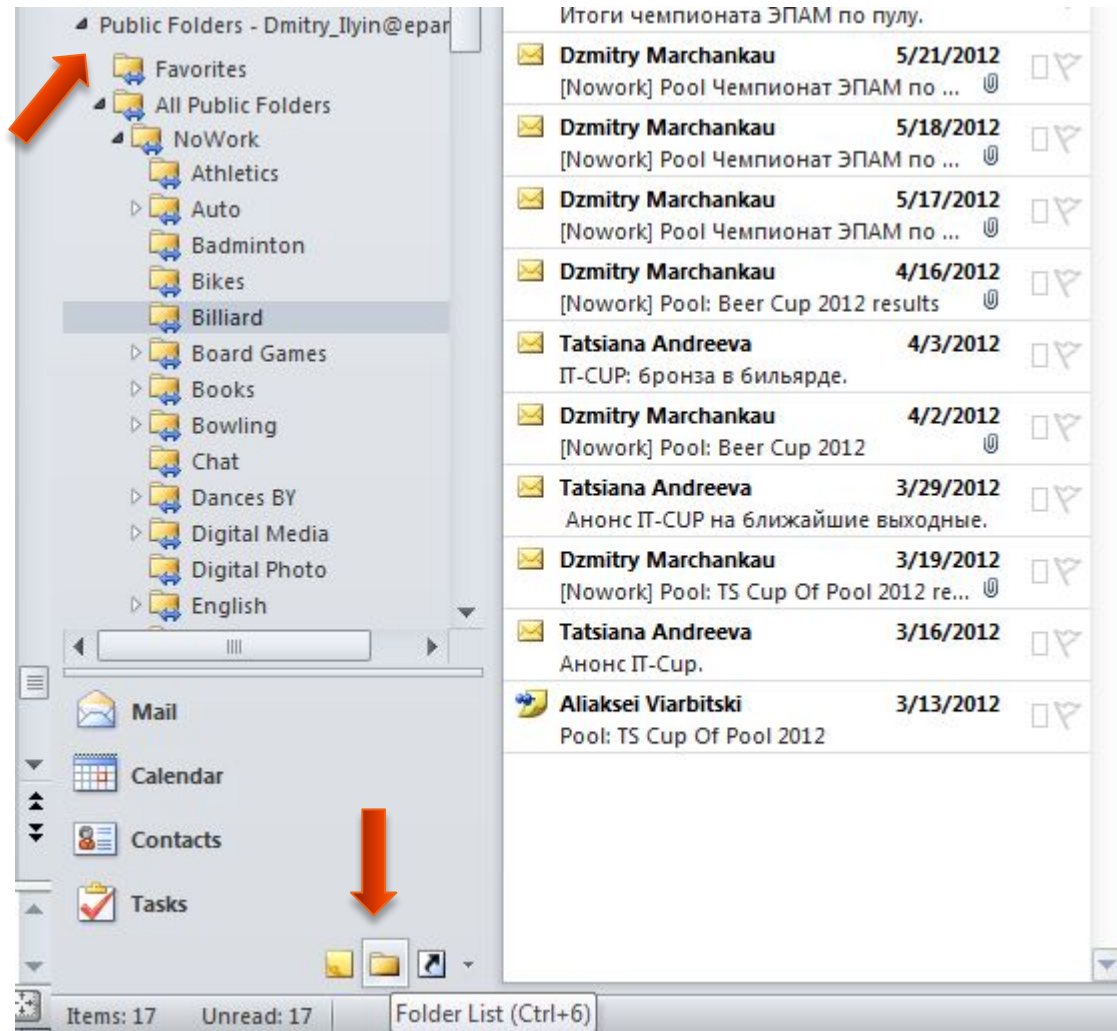 Public Folders - Dmitry_Ilyin@epar
Favorites
All Public Folders
NoWork
Athletics
Auto
Badminton
Bikes
Billiard
Board Games
Books
Bowling
Chat
Dances BY
Digital Media
Digital Photo
English
Mail
Calendar
Contacts
Tasks
Итоги чемпионата ЭПАМ по пулу.
Dzmitry Marchankau 5/21/2012
[Nowork] Pool Чемпионат ЭПАМ по ...
Dzmitry Marchankau 5/18/2012
[Nowork] Pool Чемпионат ЭПАМ по ...
Dzmitry Marchankau 5/17/2012
[Nowork] Pool Чемпионат ЭПАМ по ...
Dzmitry Marchankau 4/16/2012
[Nowork] Pool: Beer Cup 2012 results
Tatsiana Andreeva 4/3/2012
IT-CUP: бронза в бильярде.
Dzmitry Marchankau 4/2/2012
[Nowork] Pool: Beer Cup 2012
Tatsiana Andreeva 3/29/2012
Анонс IT-CUP на ближайшие выходные.
Dzmitry Marchankau 3/19/2012
[Nowork] Pool: TS Cup Of Pool 2012 re...
Tatsiana Andreeva 3/16/2012
Анонс IT-Cup.
Aliaksei Viarbitski 3/13/2012
Pool: TS Cup Of Pool 2012
Items: 17 Unread: 17
Folder List (Ctrl+6)